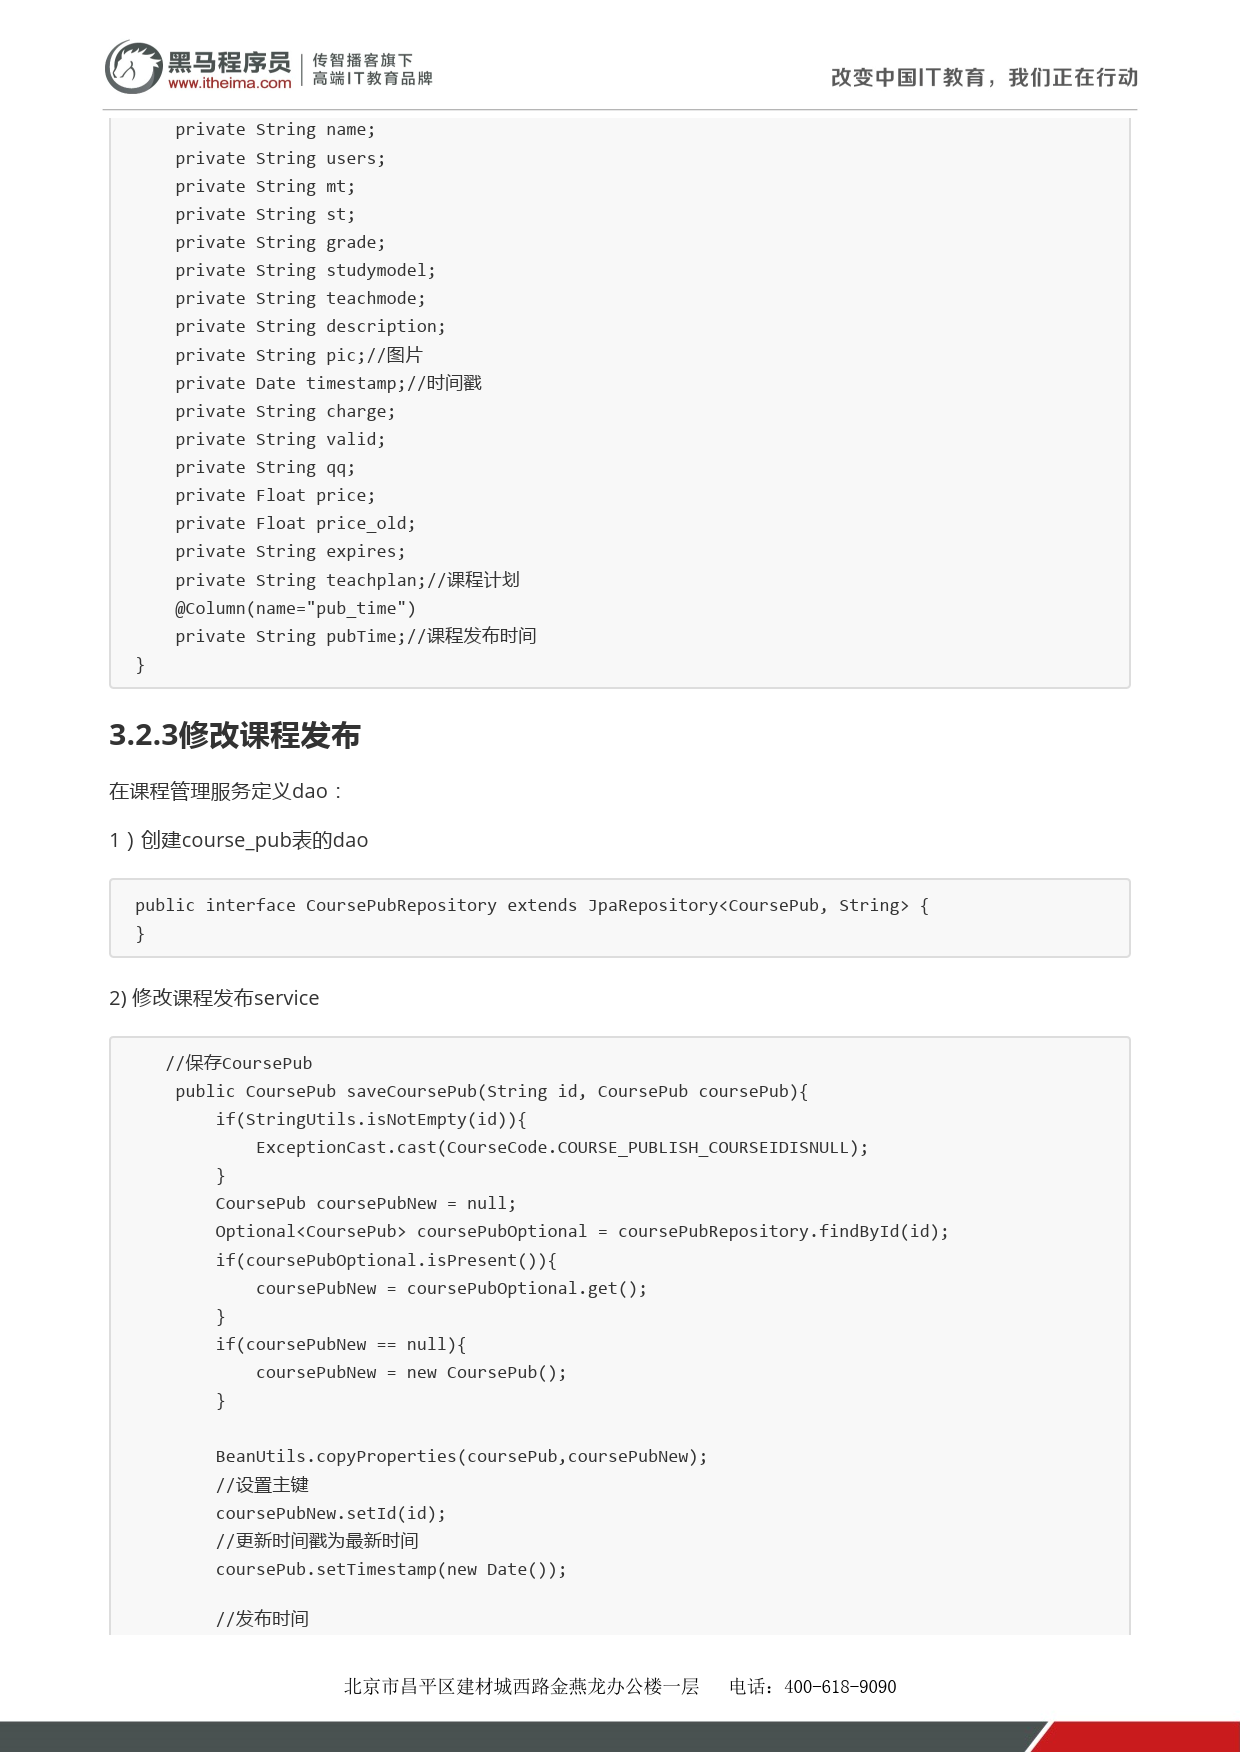 黑马程序员
www.itheima.com
传智播客旗下
高端IT教育品牌
改变中国IT教育，我们正在行动
private String name;
private String users;
private String mt;
private String st;
private String grade;
private String studymodel;
private String teachmode;
private String description;
private String pic;//图片
private Date timestamp;//时间戳
private String charge;
private String valid;
private String qq;
private Float price;
private Float price_old;
private String expires;
private String teachplan;//课程计划
@Column(name="pub_time")
private String pubTime;//课程发布时间
}
3.2.3修改课程发布
在课程管理服务定义dao：
1）创建course_pub表的dao
public interface CoursePubRepository extends JpaRepository<CoursePub, String> {
}
2) 修改课程发布service
//保存CoursePub
public CoursePub saveCoursePub(String id, CoursePub coursePub){
if(StringUtils.isNotEmpty(id)){
ExceptionCast.cast(CourseCode.COURSE_PUBLISH_COURSEIDISNULL);
}
CoursePub coursePubNew = null;
Optional<CoursePub> coursePubOptional = coursePubRepository.findById(id);
if(coursePubOptional.isPresent()){
coursePubNew = coursePubOptional.get();
}
if(coursePubNew == null){
coursePubNew = new CoursePub();
}
BeanUtils.copyProperties(coursePub,coursePubNew);
//设置主键
coursePubNew.setId(id);
//更新时间戳为最新时间
coursePub.setTimestamp(new Date());
//发布时间
北京市昌平区建材城西路金燕龙办公楼一层 电话：400-618-9090